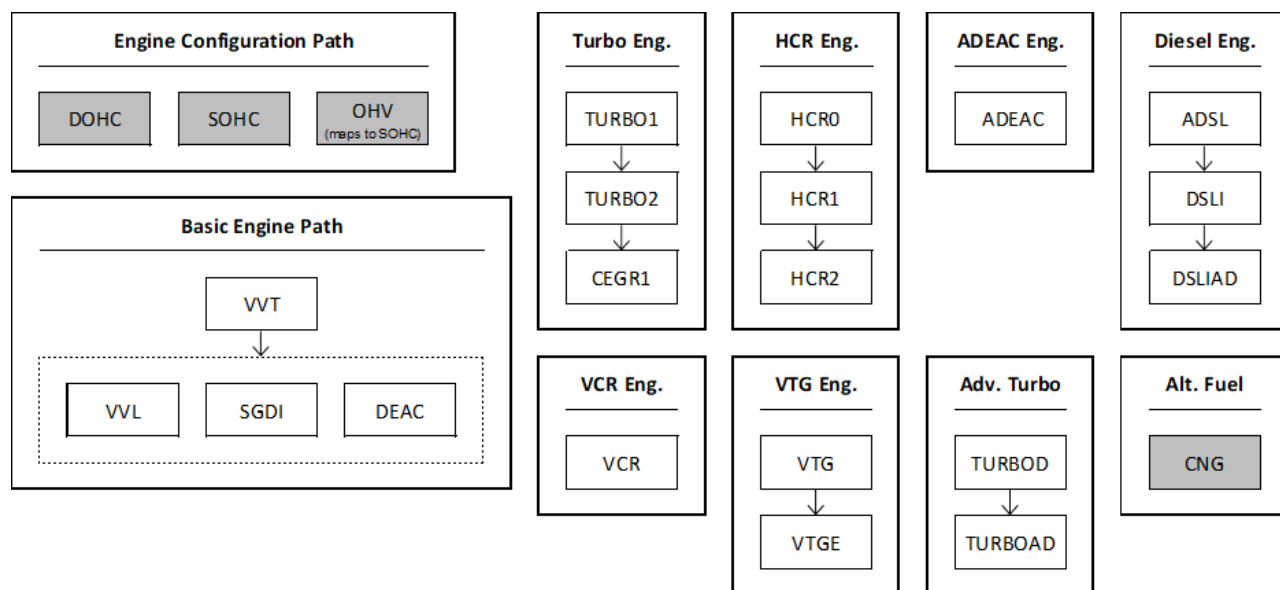 Engine Configuration Path
DOHC
SOHC
OHV
(maps to SOHC)
Basic Engine Path
VVT
VVL
SGDI
DEAC
Turbo Eng.
TURBO1
TURBO2
CEGR1
HCR Eng.
HCR0
HCR1
HCR2
ADEAC Eng.
ADEAC
Diesel Eng.
ADSL
DSLI
DSLIAD
VCR Eng.
VCR
VTG Eng.
VTG
VTGE
Adv. Turbo
TURBOD
TURBOAD
Alt. Fuel
CNG